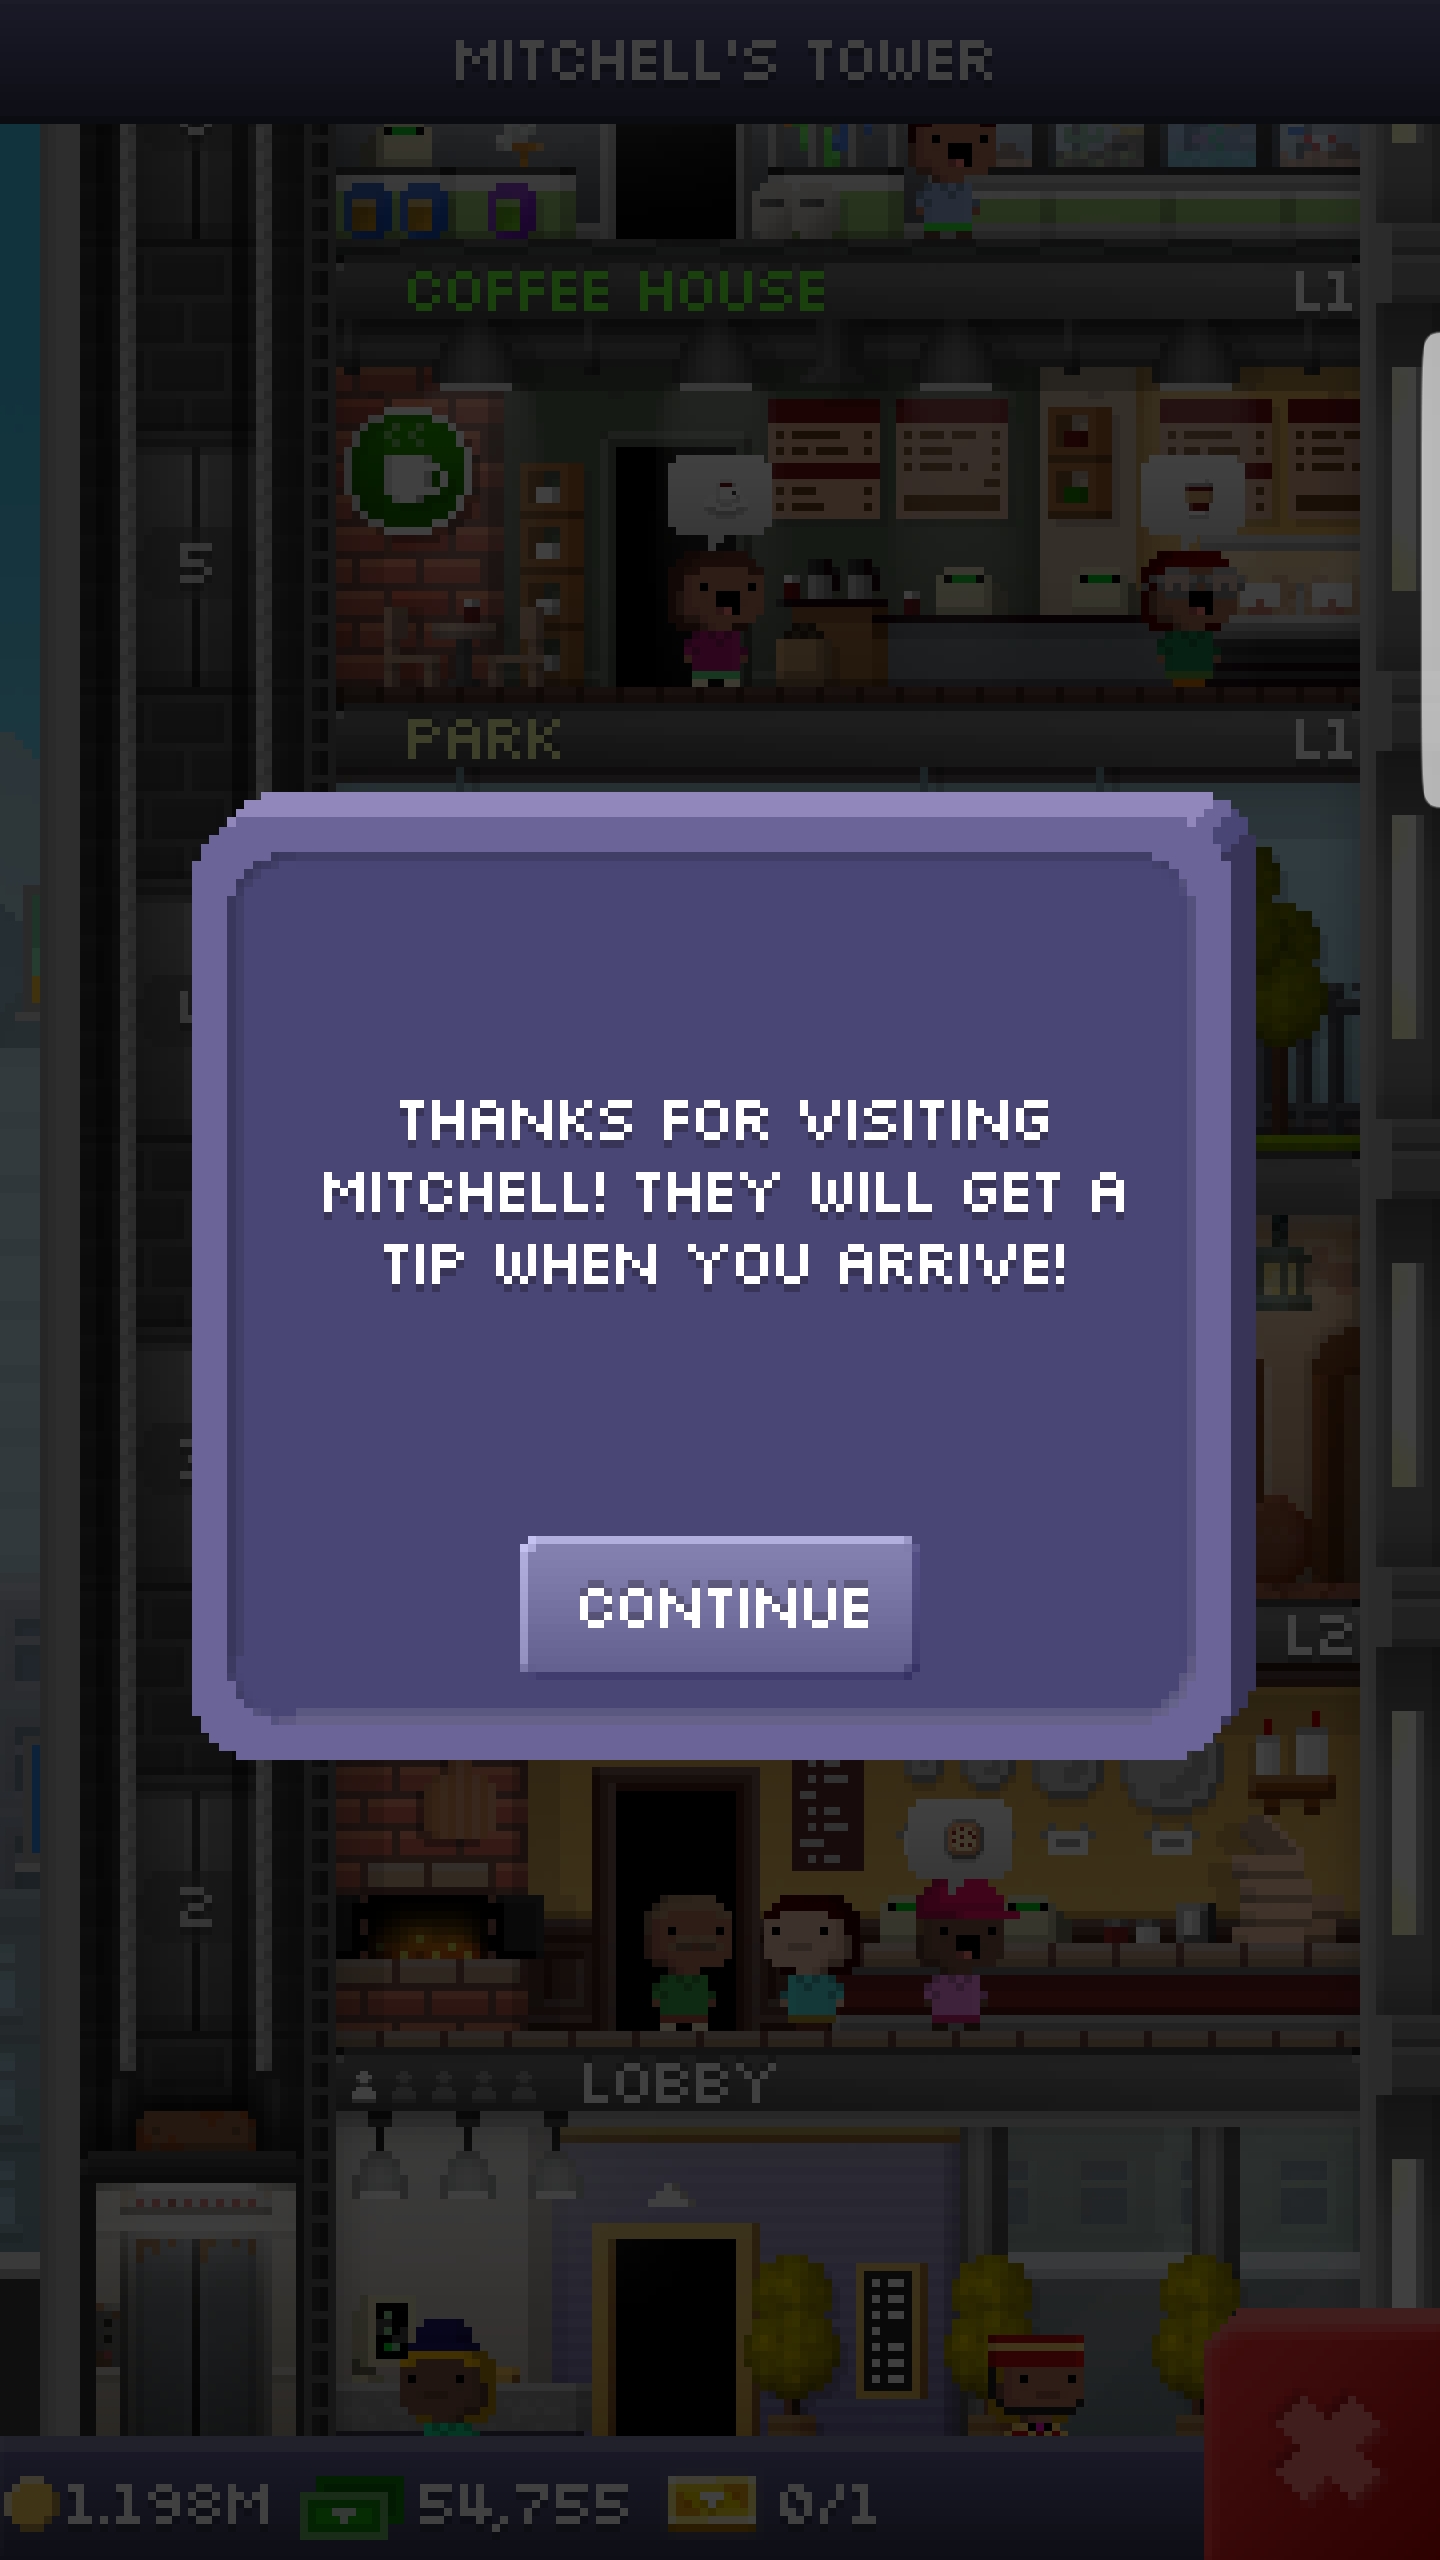 MITCHELL'S TOWER
COFFEE HOUSE L1
5
PARK L1
THANKS FOR VISITING
MITCHELL! THEY WILL GET A
TIP WHEN YOU ARRIVE!
CONTINUE
L2
2
LOBBY
1.198M 54,755 0/1